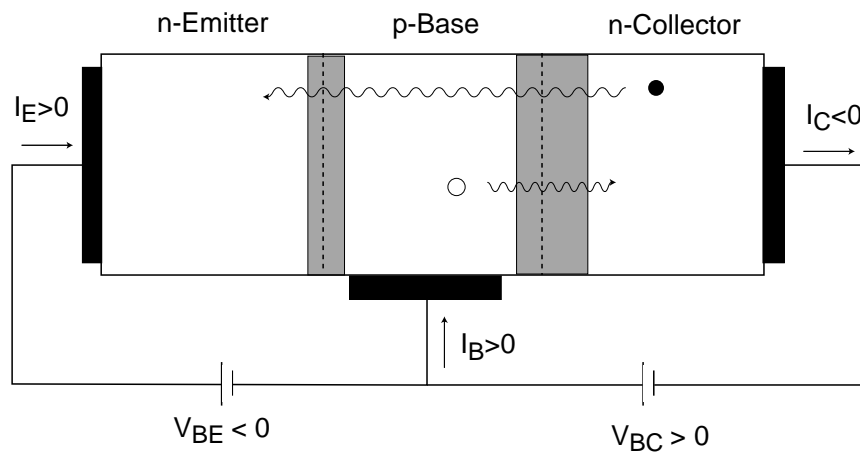 n-Emitter p-Base n-Collector
I_E>0
I_C<0
I_B>0
V_BE < 0
V_BC > 0